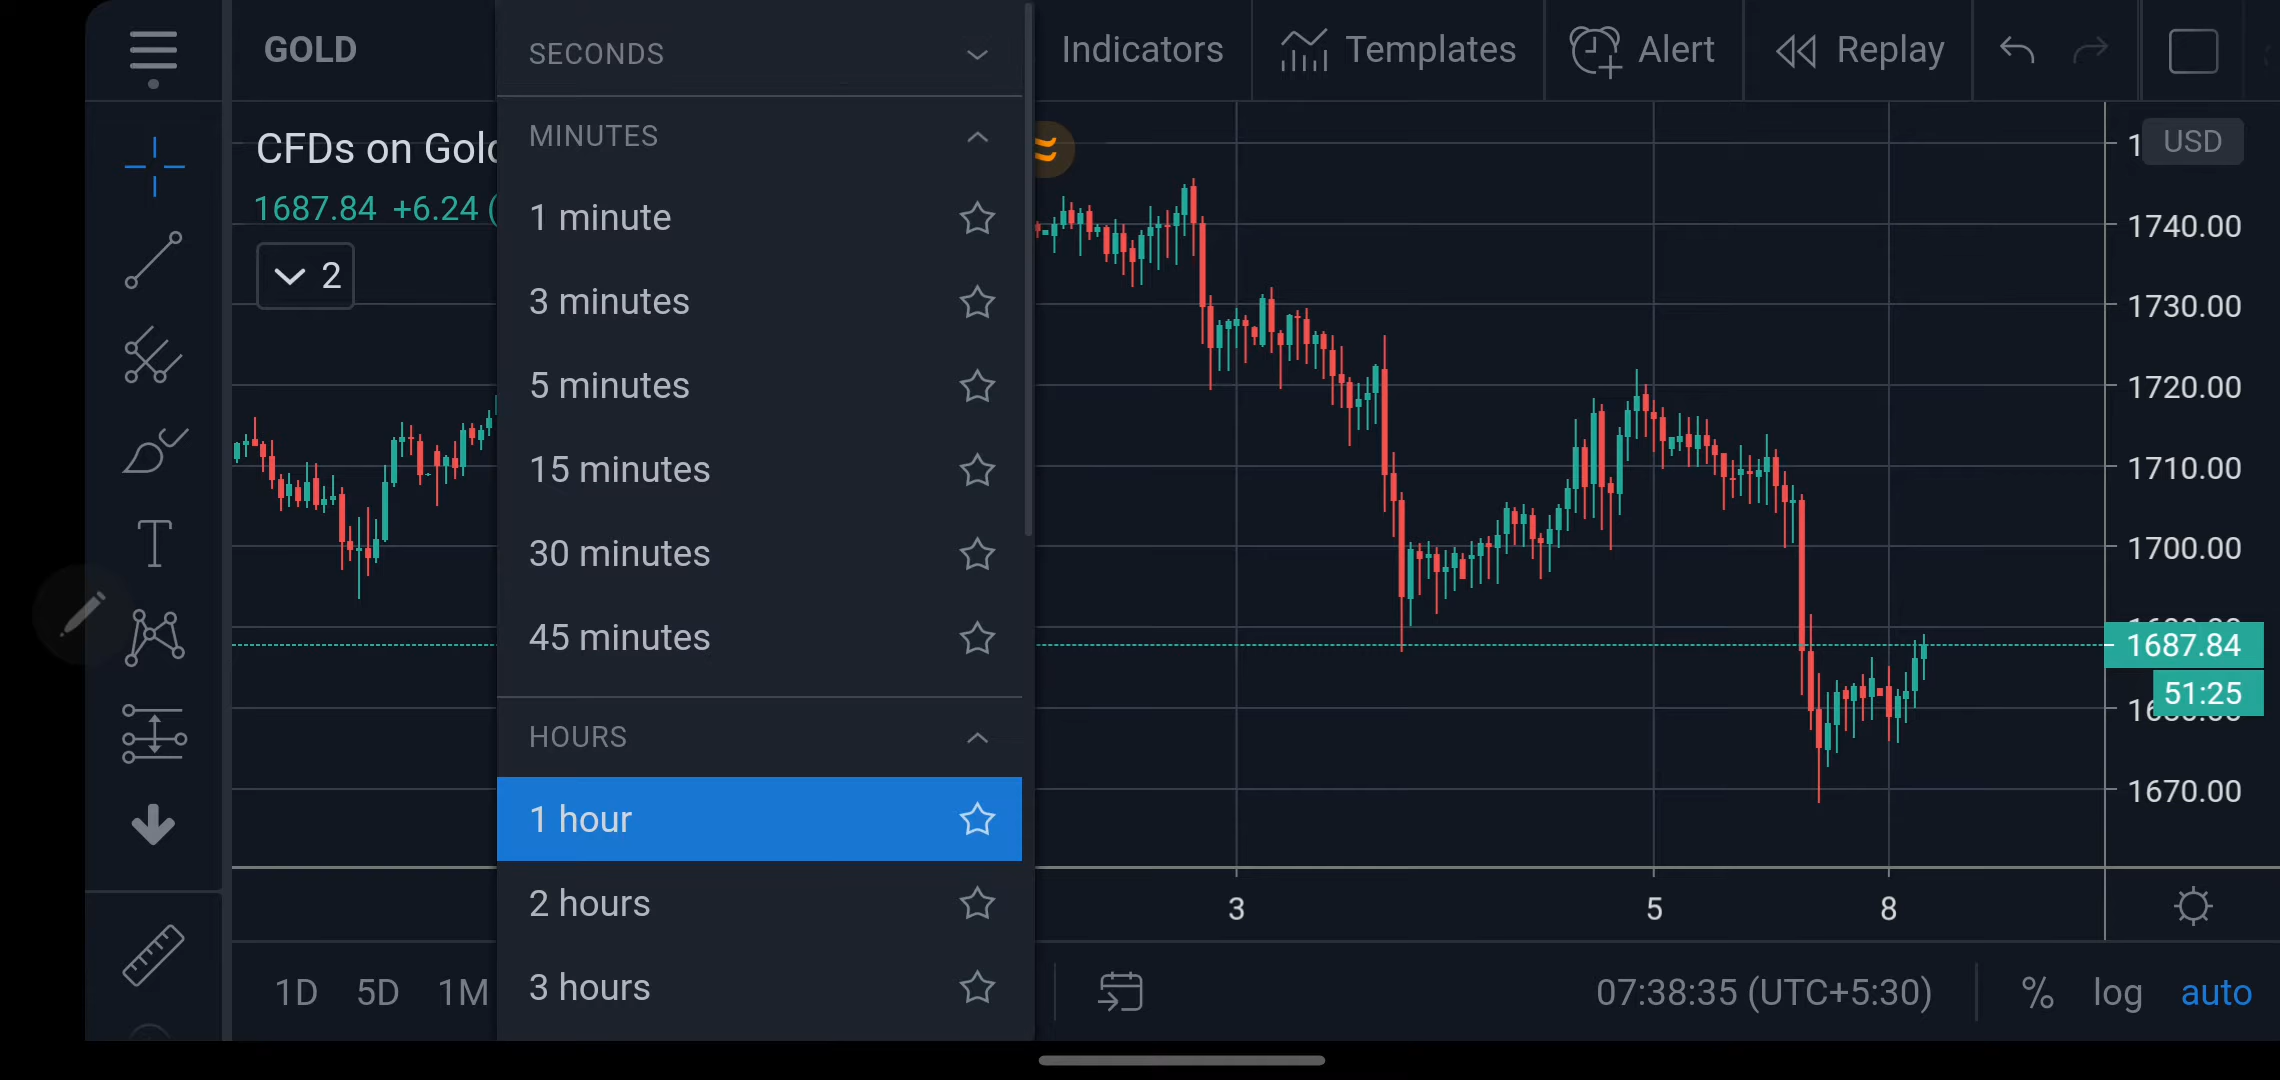 GOLD
SECONDS
Indicators
Templates
Alert
Replay
CFDs on Gold
1687.84 +6.24 (
2
MINUTES
1 minute
3 minutes
5 minutes
15 minutes
30 minutes
45 minutes
HOURS
1 hour
2 hours
3 hours
USD
1740.00
1730.00
1720.00
1710.00
1700.00
1687.84
51:25
1670.00
3
5
8
1D 5D 1M
07:38:35 (UTC+5:30)
%
log
auto